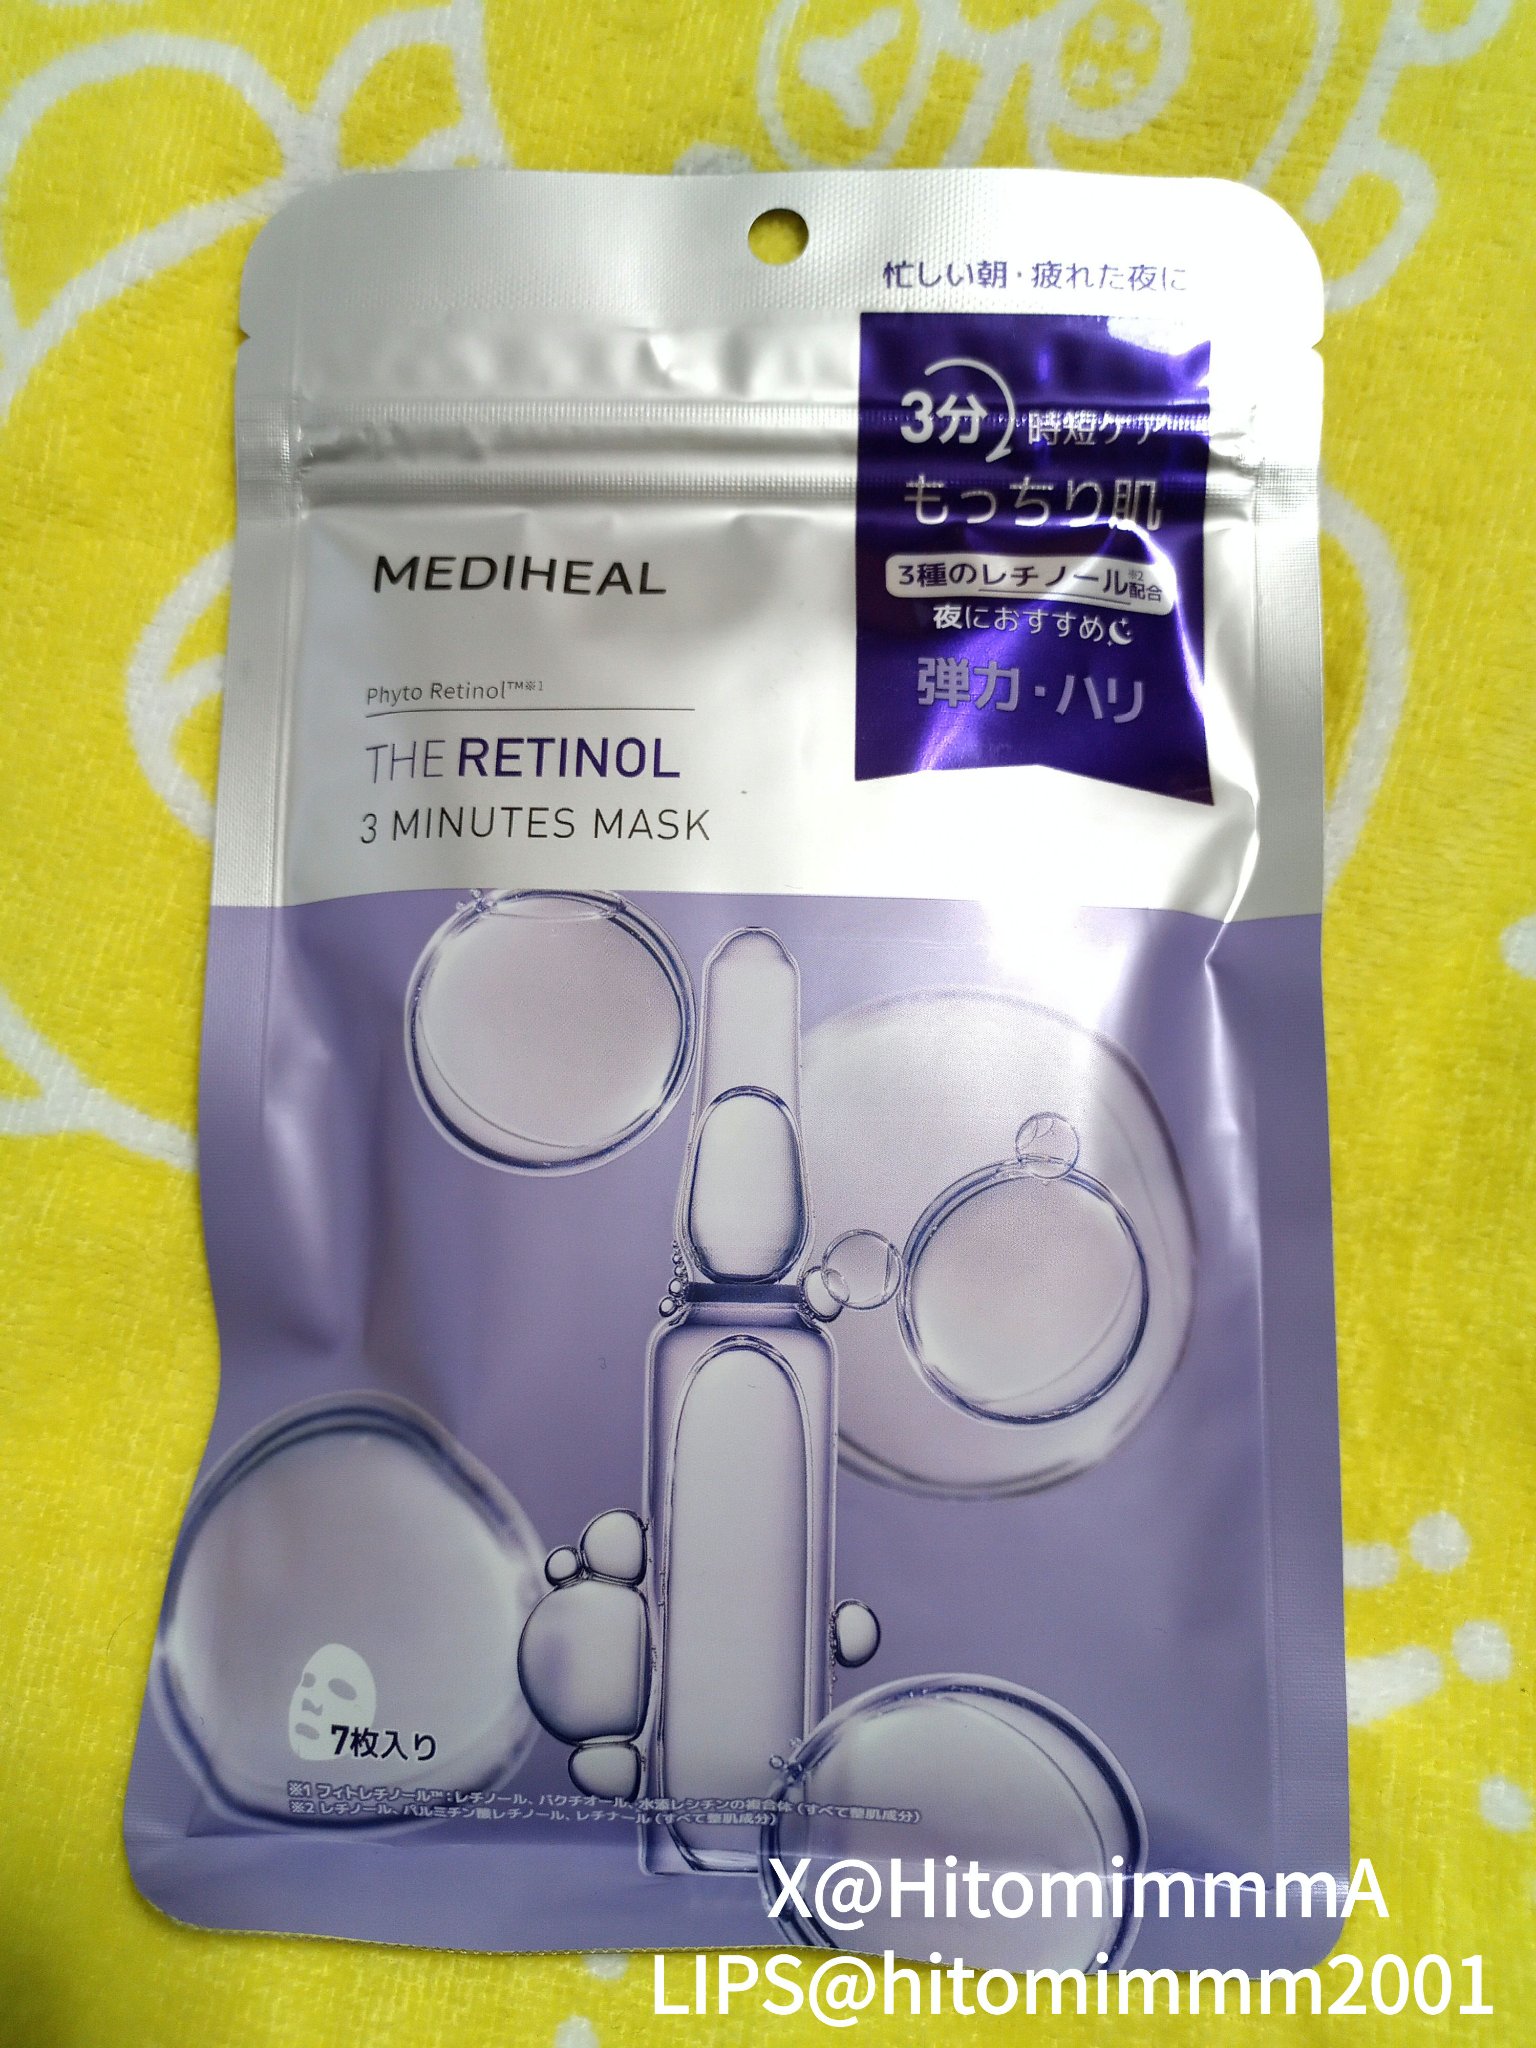 忙しい朝・疲れた夜に
3分 時短ケア
もっちり肌
3種のレチノール※2配合
夜におすすめ
弾力・ハリ
MEDIHEAL
Phyto Retinol™※1
THE RETINOL
3 MINUTES MASK
7枚入り
※1 フィトレチノール™:レチノール、バクチオール、水添レシチンの複合体(すべて整肌成分)
※2 レチノール、パルミチン酸レチノール、レチナール(すべて整肌成分)
X@HitomimmmmA
LIPS@hitomimmm2001